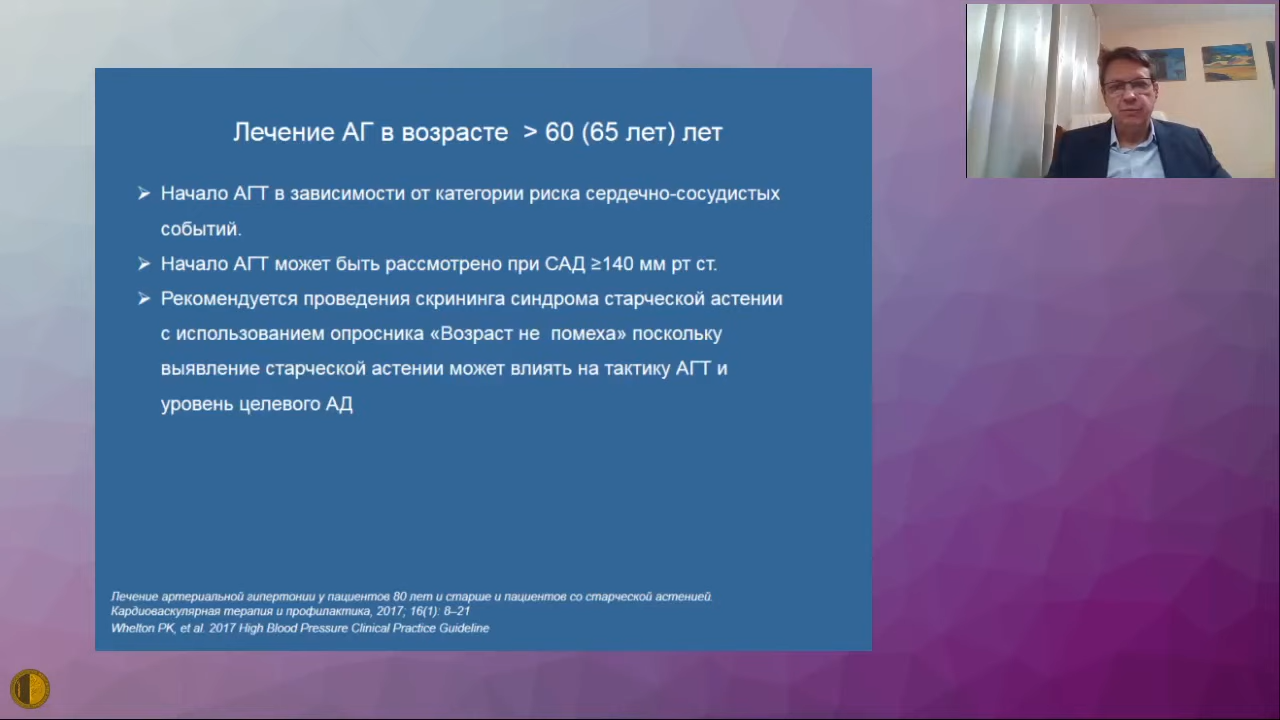 Лечение АГ в возрасте > 60 (65 лет) лет
Начало АГТ в зависимости от категории риска сердечно-сосудистых
событий.
Начало АГТ может быть рассмотрено при САД ≥140 мм рт ст.
Рекомендуется проведения скрининга синдрома старческой астении
с использованием опросника «Возраст не помеха» поскольку
выявление старческой астении может влиять на тактику АГТ и
уровень целевого АД
Лечение артериальной гипертонии у пациентов 80 лет и старше и пациентов со старческой астенией.
Кардиоваскулярная терапия и профилактика, 2017; 16(1): 8–21
Whelton PK, et al. 2017 High Blood Pressure Clinical Practice Guideline